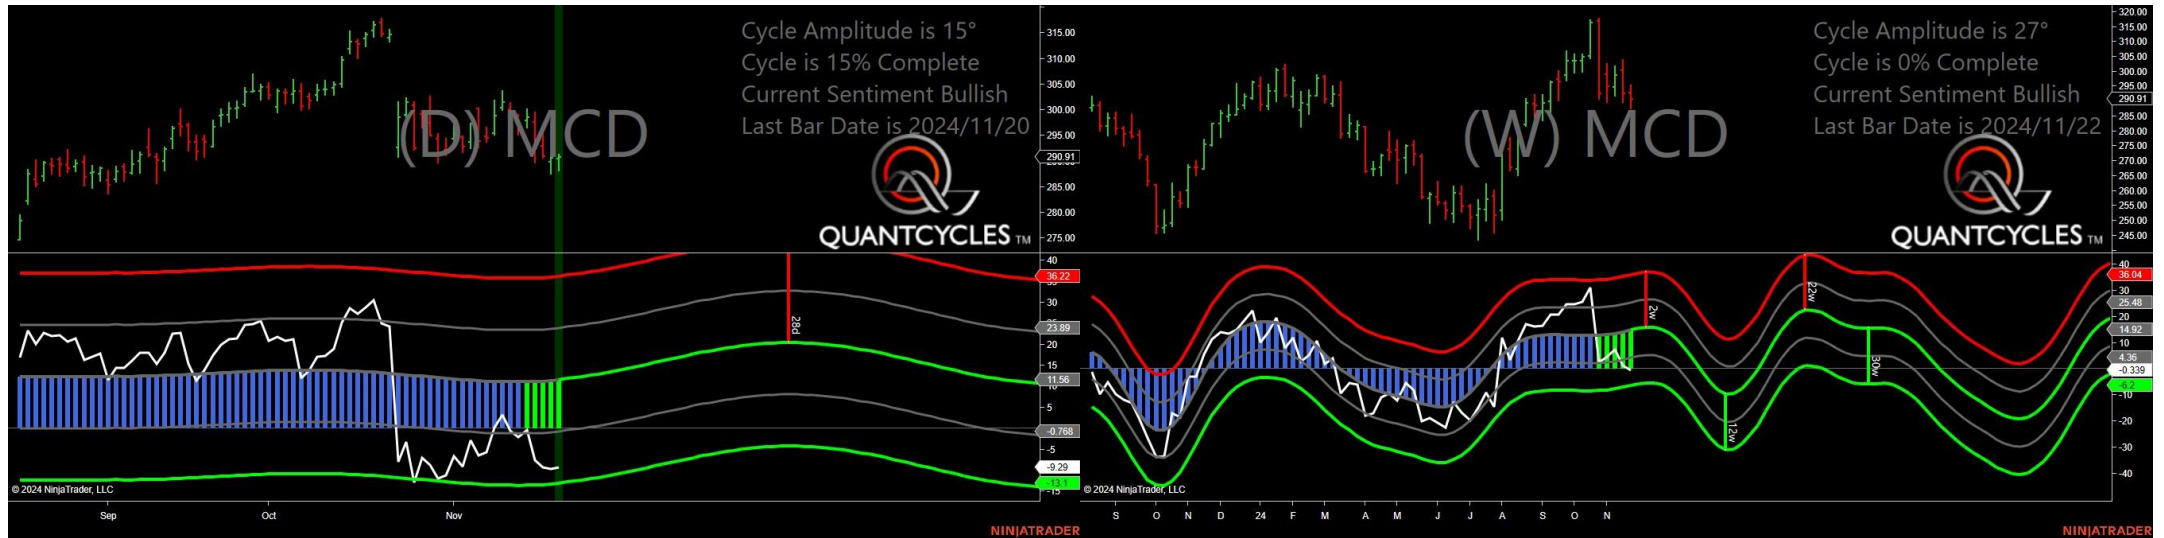 Cycle Amplitude is 15°
Cycle is 15% Complete
Current Sentiment Bullish
Last Bar Date is 2024/11/20
(D) MCD
QUANTCYCLES TM
315.00
310.00
305.00
300.00
295.00
290.91
285.00
280.00
275.00
40
36.22
30
23.89
20
15
11.56
5
-0.768
-5
-9.29
-13.1
-15
28d
© 2024 NinjaTrader, LLC
Sep Oct Nov
NINJATRADER
Cycle Amplitude is 27°
Cycle is 0% Complete
Current Sentiment Bullish
Last Bar Date is 2024/11/22
(W) MCD
QUANTCYCLES TM
320.00
315.00
310.00
305.00
300.00
295.00
290.91
285.00
280.00
275.00
270.00
265.00
260.00
255.00
250.00
245.00
40
36.04
30
25.48
20
14.92
10
4.36
-0.339
-6.2
-10
-20
-30
-40
2w
12w
22w
30w
© 2024 NinjaTrader, LLC
S O N D 24 F M A M J J A S O N
NINJATRADER